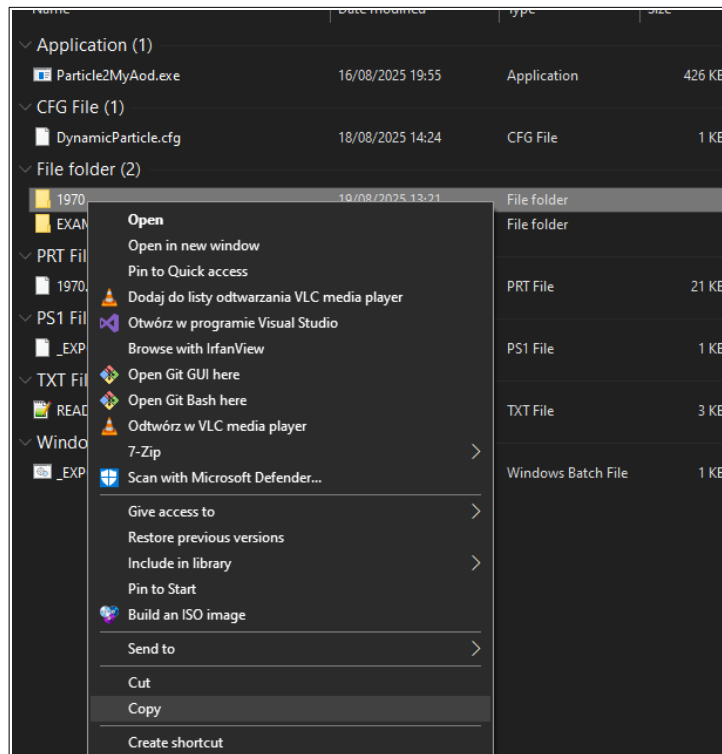 Name Date modified Type Size
Application (1)
Particle2MyAod.exe 16/08/2025 19:55 Application 426 KB
CFG File (1)
DynamicParticle.cfg 18/08/2025 14:24 CFG File 1 KB
File folder (2)
1970 19/08/2025 13:21 File folder
EXAM File folder
PRT Fil
1970. PRT File 21 KB
PS1 Fil
_EXP PS1 File 1 KB
TXT Fil
READ TXT File 3 KB
Windo
_EXP Windows Batch File 1 KB
Open
Open in new window
Pin to Quick access
Dodaj do listy odtwarzania VLC media player
Otwórz w programie Visual Studio
Browse with IrfanView
Open Git GUI here
Open Git Bash here
Odtwórz w VLC media player
7-Zip
Scan with Microsoft Defender...
Give access to
Restore previous versions
Include in library
Pin to Start
Build an ISO image
Send to
Cut
Copy
Create shortcut